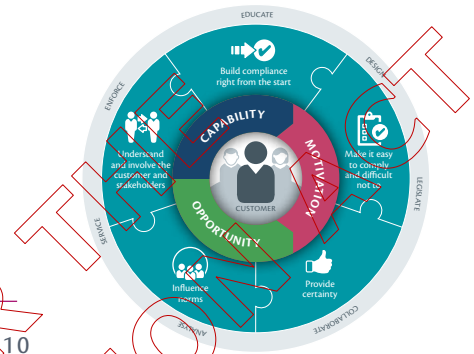 EDUCATE
DESIGN
LEGISLATE
COLLABORATE
ANALYSE
SERVICE
ENFORCE
Build compliance
right from the start
Make it easy
to comply
and difficult
not to
Provide
certainty
Influence
norms
Understand
and involve the
customer and
stakeholders
CAPABILITY
MOTIVATION
OPPORTUNITY
CUSTOMER
10